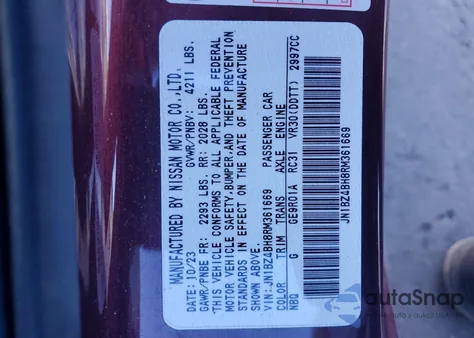 MANUFACTURED BY NISSAN MOTOR CO.,LTD.
DATE: 10/23 GVWR/PNBV: 4211 LBS.
GAWR/PNBE FR: 2293 LBS. RR: 2028 LBS.
THIS VEHICLE CONFORMS TO ALL APPLICABLE FEDERAL
MOTOR VEHICLE SAFETY,BUMPER,AND THEFT PREVENTION
STANDARDS IN EFFECT ON THE DATE OF MANUFACTURE
SHOWN ABOVE.
VIN:JN1BZ4BH8RM361669 PASSENGER CAR
COLOR TRIM TRANS AXLE ENGINE
NBQ G GE9R01A RC31 VR30(DDTT) 2997CC
JN1BZ4BH8RM361669
autaSnap